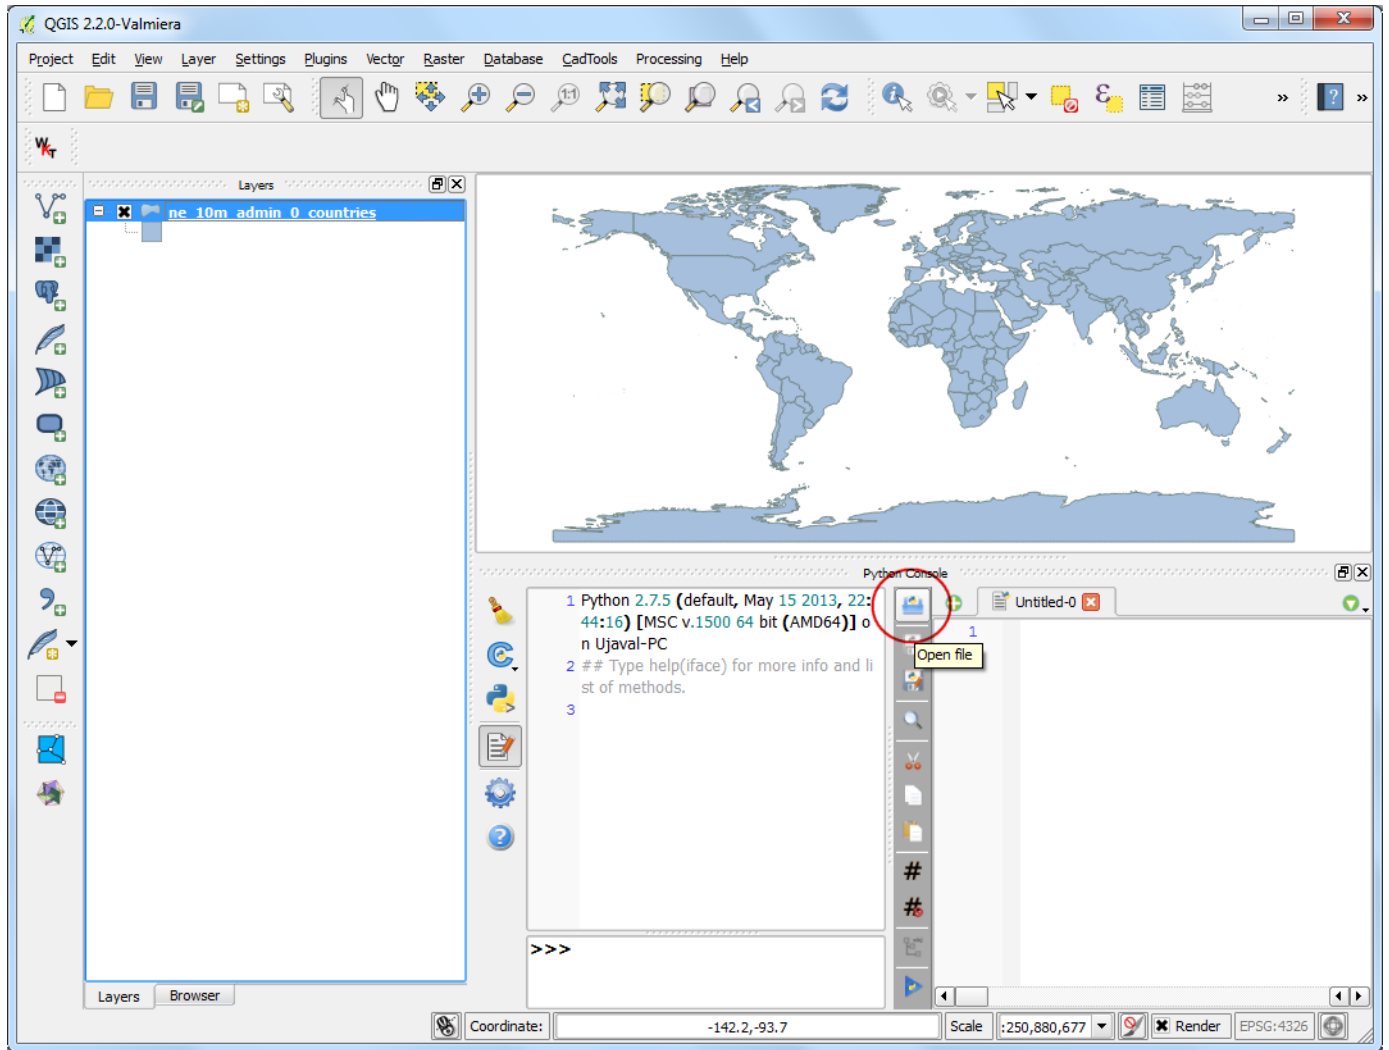 QGIS 2.2.0-Valmiera
Project Edit View Layer Settings Plugins Vector Raster Database CadTools Processing Help
1:1
ε
»
?
»
WKT
Layers
ne_10m_admin_0_countries
Python Console
1 Python 2.7.5 (default, May 15 2013, 22:
44:16) [MSC v.1500 64 bit (AMD64)] o
n Ujaval-PC
2 ## Type help(iface) for more info and li
st of methods.
3
Untitled-0
1
Open file
?
#
#
>>>
Layers Browser
Coordinate: -142.2,-93.7 Scale :250,880,677 Render EPSG:4326